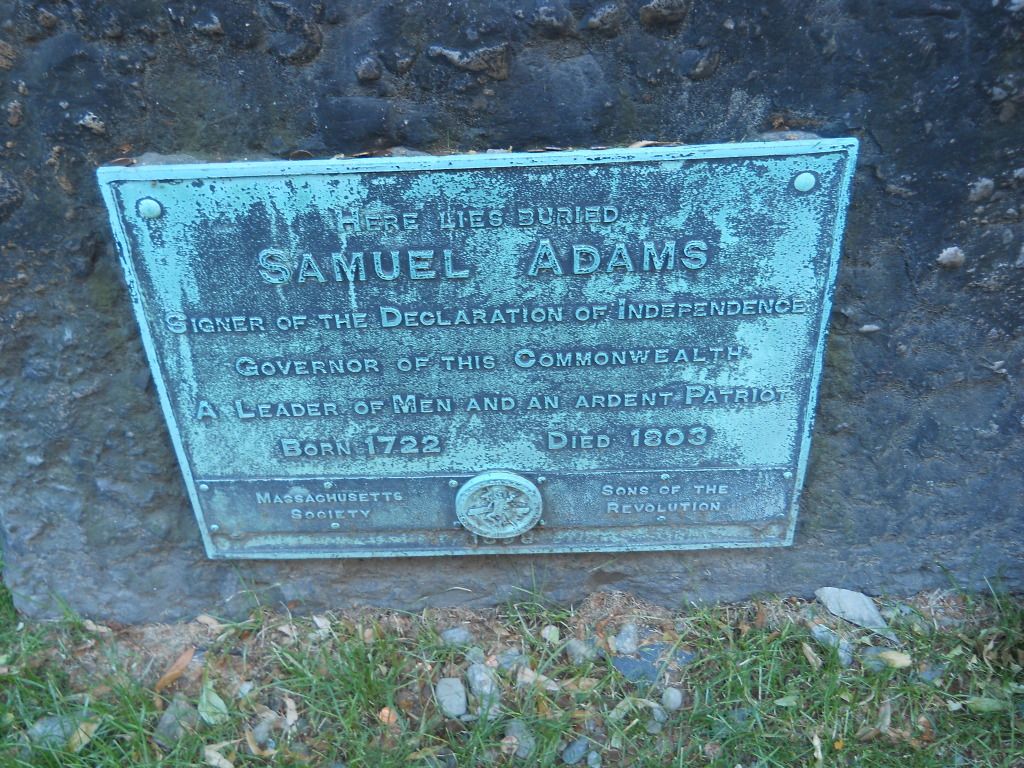 HERE LIES BURIED
SAMUEL ADAMS
SIGNER OF THE DECLARATION OF INDEPENDENCE
GOVERNOR OF THIS COMMONWEALTH
A LEADER OF MEN AND AN ARDENT PATRIOT
BORN 1722 DIED 1803
MASSACHUSETTS SOCIETY
SONS OF THE REVOLUTION